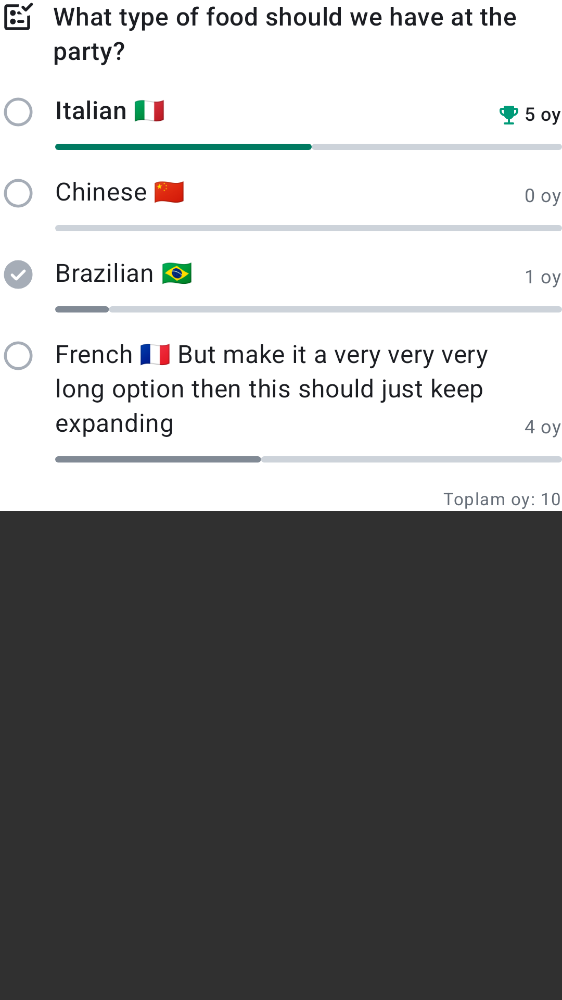 What type of food should we have at the
party?
Italian 🇮🇹
5 oy
Chinese 🇨🇳
0 oy
Brazilian 🇧🇷
1 oy
French 🇫🇷 But make it a very very very
long option then this should just keep
expanding
4 oy
Toplam oy: 10